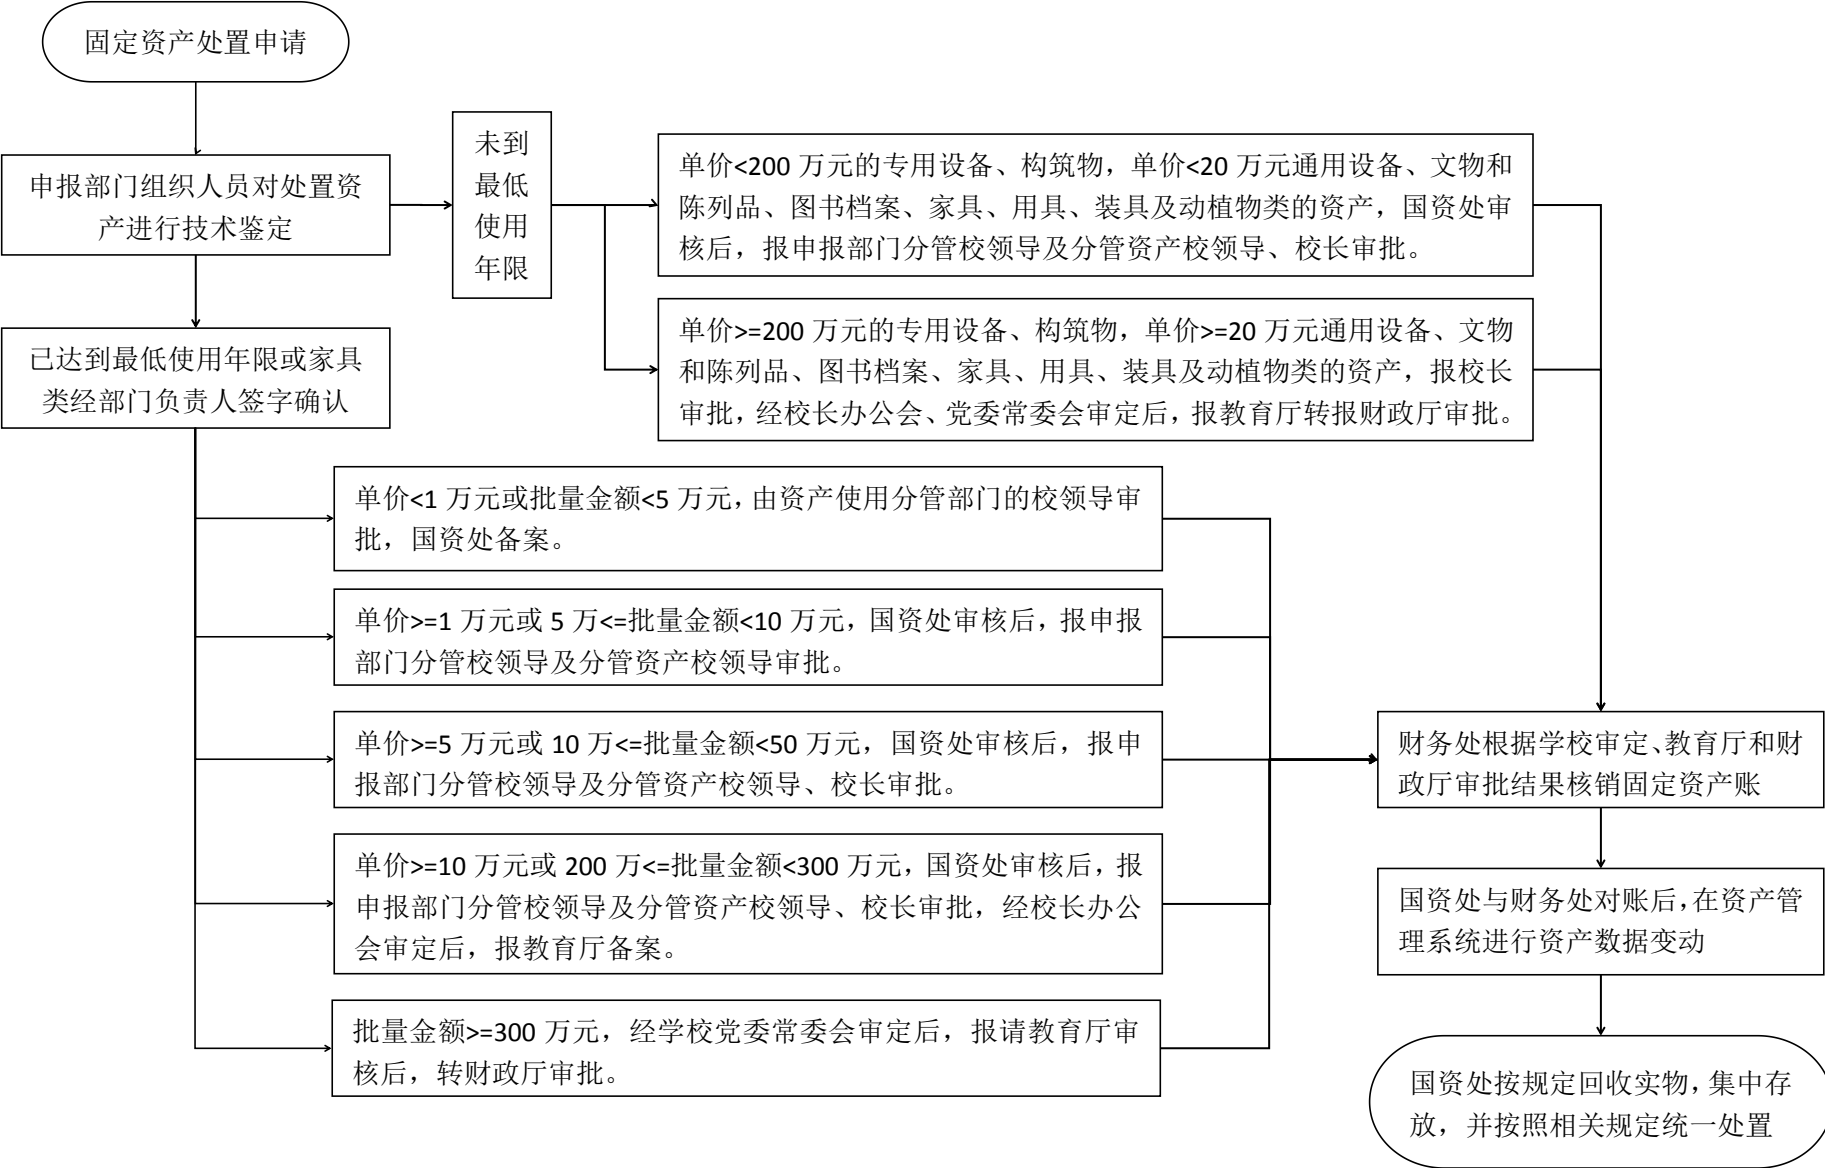 固定资产处置申请
申报部门组织人员对处置资
产进行技术鉴定
未到
最低
使用
年限
单价<200 万元的专用设备、构筑物，单价<20 万元通用设备、文物和
陈列品、图书档案、家具、用具、装具及动植物类的资产，国资处审
核后，报申报部门分管校领导及分管资产校领导、校长审批。
单价>=200 万元的专用设备、构筑物，单价>=20 万元通用设备、文物
和陈列品、图书档案、家具、用具、装具及动植物类的资产，报校长
审批，经校长办公会、党委常委会审定后，报教育厅转报财政厅审批。
已达到最低使用年限或家具
类经部门负责人签字确认
单价<1 万元或批量金额<5 万元，由资产使用分管部门的校领导审
批，国资处备案。
单价>=1 万元或 5 万<=批量金额<10 万元，国资处审核后，报申报
部门分管校领导及分管资产校领导审批。
单价>=5 万元或 10 万<=批量金额<50 万元，国资处审核后，报申
报部门分管校领导及分管资产校领导、校长审批。
单价>=10 万元或 200 万<=批量金额<300 万元，国资处审核后，报
申报部门分管校领导及分管资产校领导、校长审批，经校长办公
会审定后，报教育厅备案。
批量金额>=300 万元，经学校党委常委会审定后，报请教育厅审
核后，转财政厅审批。
财务处根据学校审定、教育厅和财
政厅审批结果核销固定资产账
国资处与财务处对账后，在资产管
理系统进行资产数据变动
国资处按规定回收实物，集中存
放，并按照相关规定统一处置